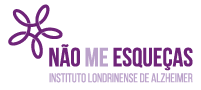 NÃO ME ESQUEÇAS
INSTITUTO LONDRINENSE DE ALZHEIMER